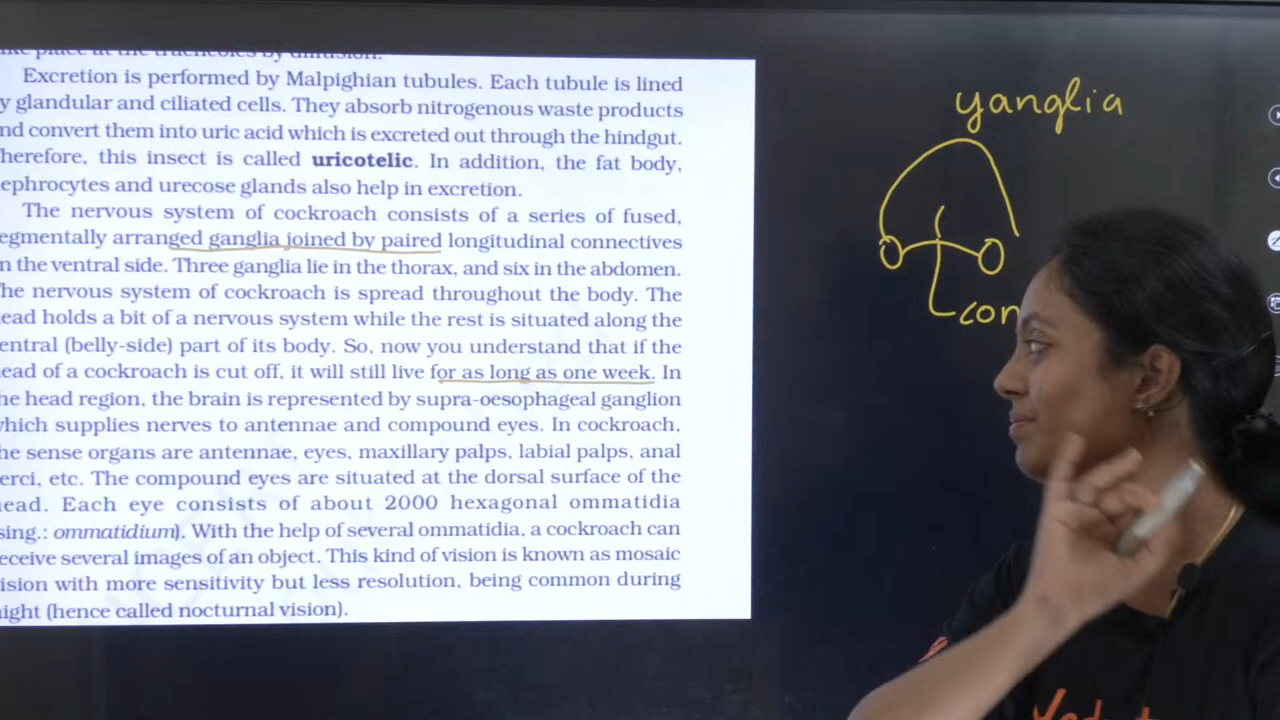 ke place at the tracheoles by diffusion.
Excretion is performed by Malpighian tubules. Each tubule is lined
y glandular and ciliated cells. They absorb nitrogenous waste products
nd convert them into uric acid which is excreted out through the hindgut.
herefore, this insect is called uricotelic. In addition, the fat body,
ephrocytes and urecose glands also help in excretion.
The nervous system of cockroach consists of a series of fused,
egmentally arranged ganglia joined by paired longitudinal connectives
n the ventral side. Three ganglia lie in the thorax, and six in the abdomen.
he nervous system of cockroach is spread throughout the body. The
ead holds a bit of a nervous system while the rest is situated along the
entral (belly-side) part of its body. So, now you understand that if the
ead of a cockroach is cut off, it will still live for as long as one week. In
he head region, the brain is represented by supra-oesophageal ganglion
which supplies nerves to antennae and compound eyes. In cockroach,
he sense organs are antennae, eyes, maxillary palps, labial palps, anal
erci, etc. The compound eyes are situated at the dorsal surface of the
ead. Each eye consists of about 2000 hexagonal ommatidia
sing.: ommatidium). With the help of several ommatidia, a cockroach can
eceive several images of an object. This kind of vision is known as mosaic
ision with more sensitivity but less resolution, being common during
ight (hence called nocturnal vision).
yanglia
con